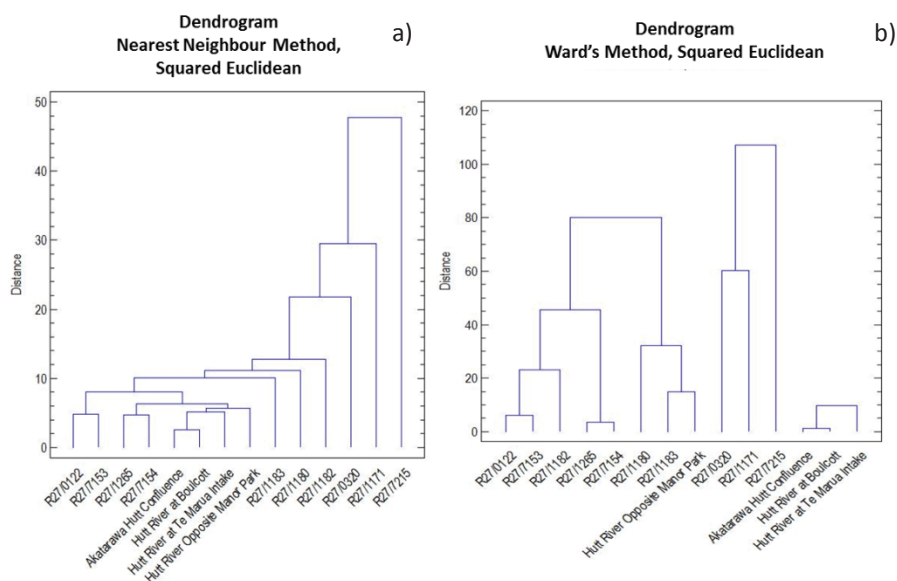 Dendrogram
Nearest Neighbour Method,
Squared Euclidean
a)
50
40
30
20
10
0
Distance
R27/0122
R27/7153
R27/1265
R27/7154
Akatarawa Hutt Confluence
Hutt River at Boulcott
Hutt River at Te Marua Intake
Hutt River Opposite Manor Park
R27/1183
R27/1180
R27/1182
R27/0320
R27/1171
R27/7215
Dendrogram
Ward's Method, Squared Euclidean
b)
120
100
80
60
40
20
0
Distance
R27/0122
R27/7153
R27/1182
R27/1265
R27/7154
R27/1180
R27/1183
Hutt River Opposite Manor Park
R27/0320
R27/1171
R27/7215
Akatarawa Hutt Confluence
Hutt River at Boulcott
Hutt River at Te Marua Intake